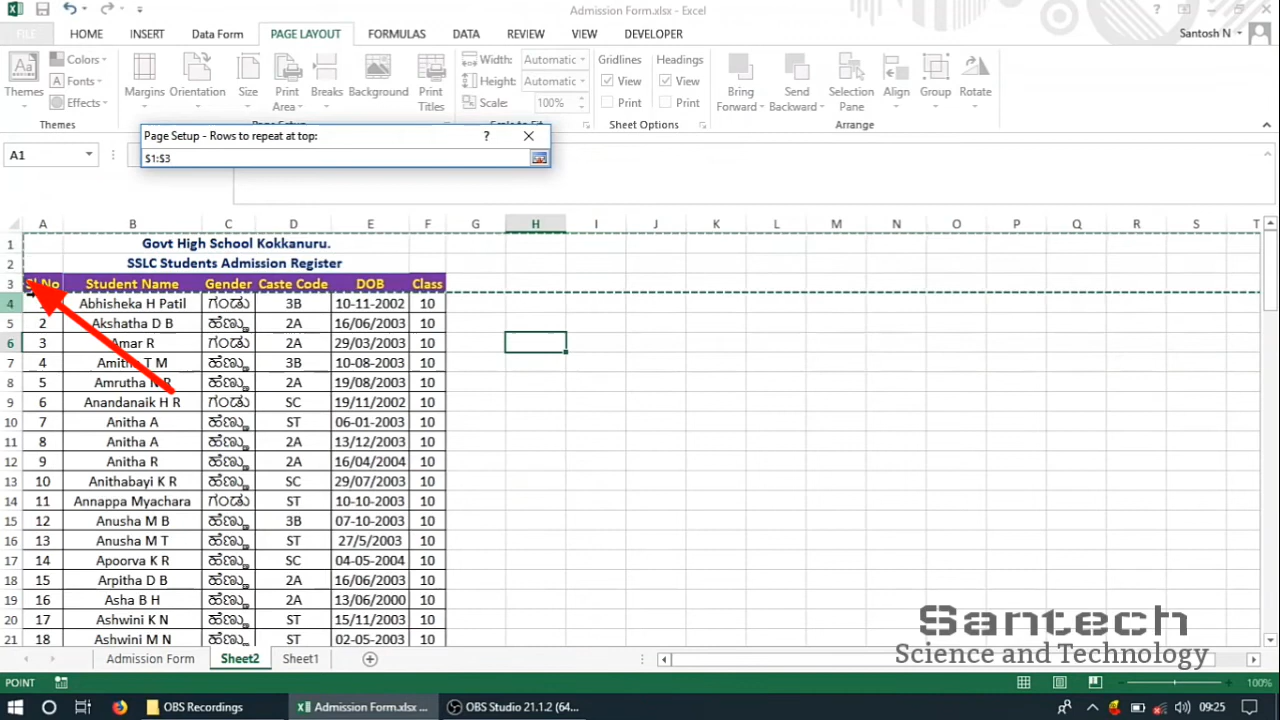 Admission Form.xlsx - Excel
FILE HOME INSERT Data Form PAGE LAYOUT FORMULAS DATA REVIEW VIEW DEVELOPER Santosh N
Themes Colors Fonts Effects Margins Orientation Size Print Area Breaks Background Print Titles Width: Automatic Height: Automatic Scale: 100% Gridlines View Print Headings View Print Bring Forward Send Backward Selection Pane Align Group Rotate
Themes Sheet Options Arrange
Page Setup - Rows to repeat at top:
$1:$3
A1
A B C D E F G H I J K L M N O P Q R S T
1 Govt High School Kokkanuru.
2 SSLC Students Admission Register
3 Sl No Student Name Gender Caste Code DOB Class
4 Abhisheka H Patil ಗಂಡು 3B 10-11-2002 10
5 2 Akshatha D B ಹೆಣ್ಣು 2A 16/06/2003 10
6 3 Amar R ಗಂಡು 2A 29/03/2003 10
7 4 Amitha T M ಹೆಣ್ಣು 3B 10-08-2003 10
8 5 Amrutha R ಹೆಣ್ಣು 2A 19/08/2003 10
9 6 Anandanaik H R ಗಂಡು SC 19/11/2002 10
10 7 Anitha A ಹೆಣ್ಣು ST 06-01-2003 10
11 8 Anitha A ಹೆಣ್ಣು 2A 13/12/2003 10
12 9 Anitha R ಹೆಣ್ಣು 2A 16/04/2004 10
13 10 Anithabayi K R ಹೆಣ್ಣು SC 29/07/2003 10
14 11 Annappa Myachara ಗಂಡು ST 10-10-2003 10
15 12 Anusha M B ಹೆಣ್ಣು 3B 07-10-2003 10
16 13 Anusha M T ಹೆಣ್ಣು ST 27/5/2003 10
17 14 Apoorva K R ಹೆಣ್ಣು SC 04-05-2004 10
18 15 Arpitha D B ಹೆಣ್ಣು 2A 16/06/2003 10
19 16 Asha B H ಹೆಣ್ಣು 2A 13/06/2000 10
20 17 Ashwini K N ಹೆಣ್ಣು ST 15/11/2003 10
21 18 Ashwini M N ಹೆಣ್ಣು ST 02-05-2003 10
Santech
Science and Technology
Admission Form Sheet2 Sheet1
POINT 100%
OBS Recordings Admission Form.xlsx ... OBS Studio 21.1.2 (64... 09:25